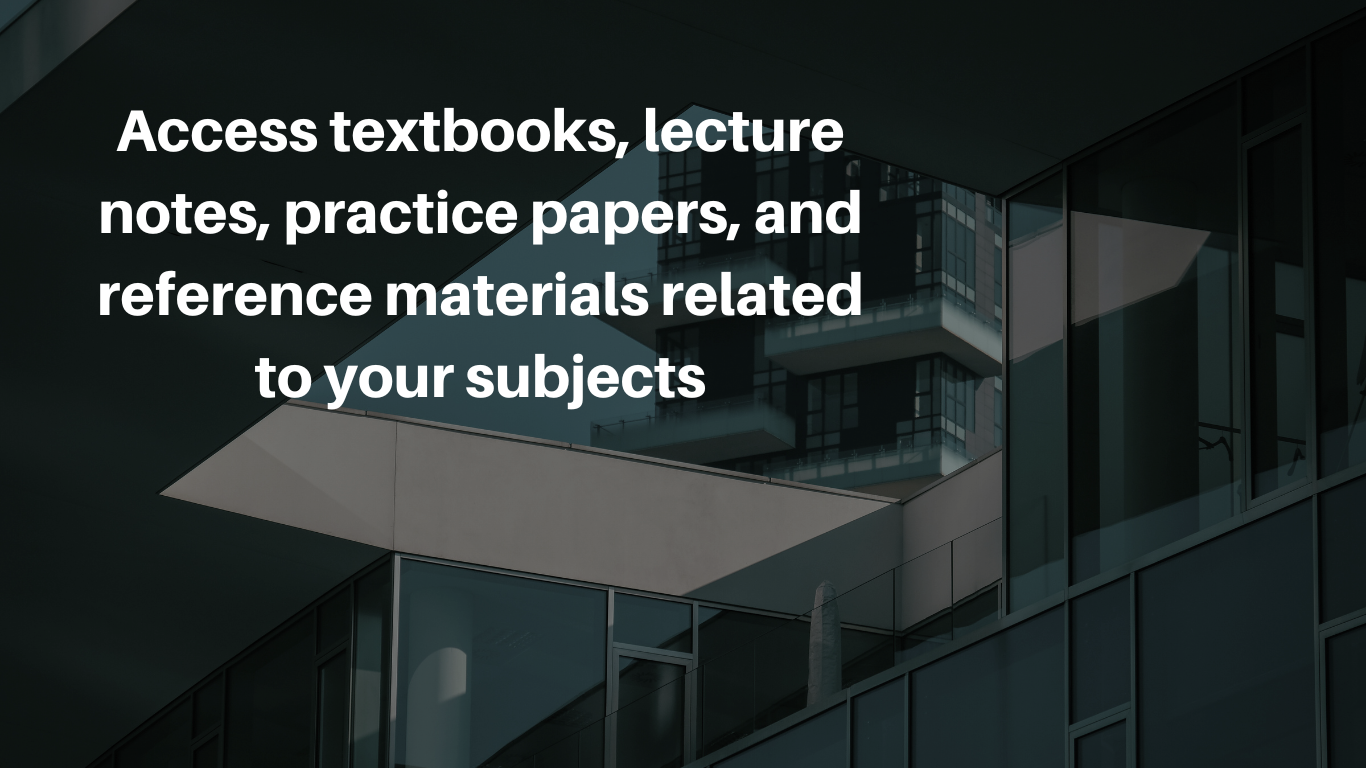 Access textbooks, lecture
notes, practice papers, and
reference materials related
to your subjects